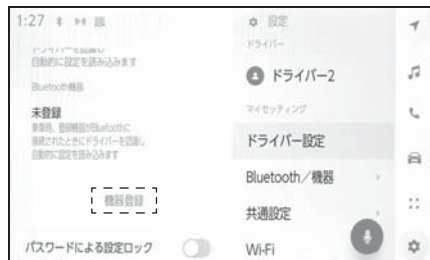 1:27
ドライバーを認識し
自動的に設定を読み込みます
Bluetooth機器
未登録
乗車時、登録機器がBluetoothに
接続されたときにドライバーを認識し
自動的に設定を読み込みます
機器登録
パスワードによる設定ロック
設定
ドライバー
ドライバー2
マイセッティング
ドライバー設定
Bluetooth／機器
共通設定
Wi-Fi